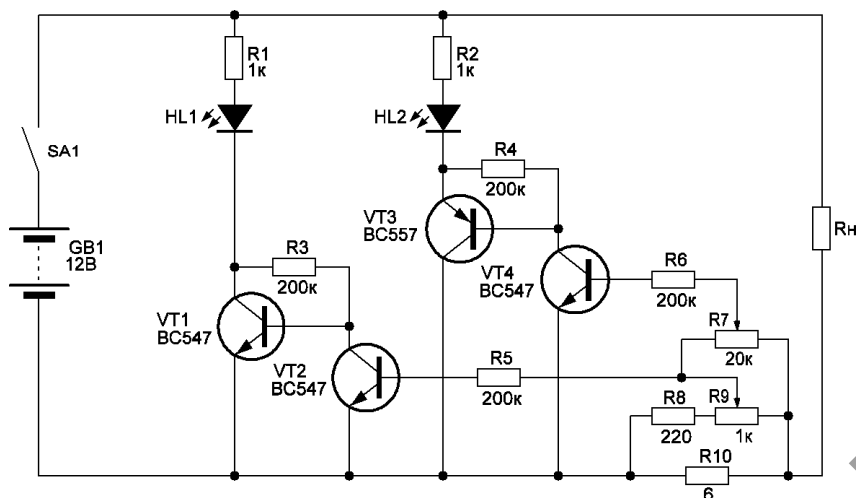 R1
1к
R2
1к
HL1
HL2
SA1
R4
200к
VT3
BC557
Rн
GB1
12В
R3
200к
VT4
BC547
R6
200к
VT1
BC547
R7
20к
VT2
BC547
R5
200к
R8
220
R9
1к
R10
6